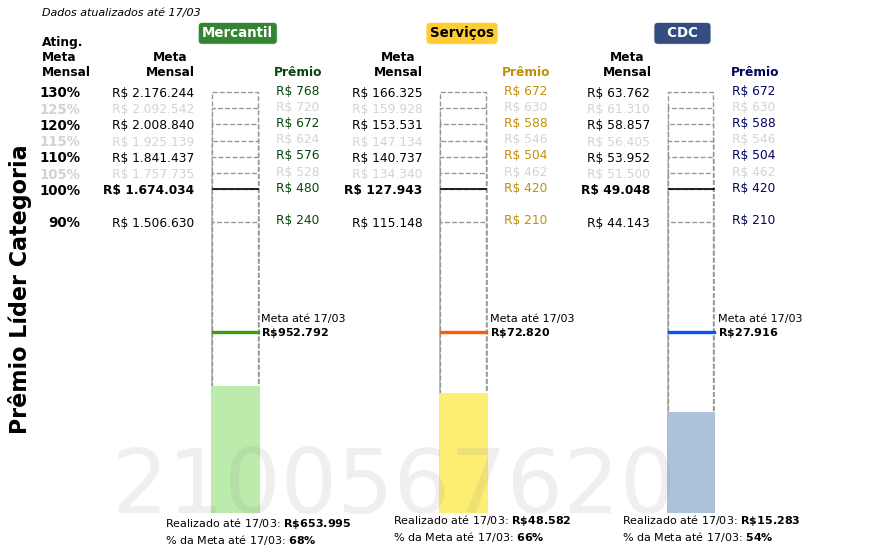 Dados atualizados até 17/03
Mercantil Serviços CDC
Ating. Meta Mensal
Meta Mensal Prêmio Meta Mensal Prêmio Meta Mensal Prêmio
130% R$ 2.176.244 R$ 768 R$ 166.325 R$ 672 R$ 63.762 R$ 672
125% R$ 2.092.542 R$ 720 R$ 159.928 R$ 630 R$ 61.310 R$ 630
120% R$ 2.008.840 R$ 672 R$ 153.531 R$ 588 R$ 58.857 R$ 588
115% R$ 1.925.139 R$ 624 R$ 147.134 R$ 546 R$ 56.405 R$ 546
110% R$ 1.841.437 R$ 576 R$ 140.737 R$ 504 R$ 53.952 R$ 504
105% R$ 1.757.735 R$ 528 R$ 134.340 R$ 462 R$ 51.500 R$ 462
100% R$ 1.674.034 R$ 480 R$ 127.943 R$ 420 R$ 49.048 R$ 420
90% R$ 1.506.630 R$ 240 R$ 115.148 R$ 210 R$ 44.143 R$ 210
Prêmio Líder Categoria
Meta até 17/03 Meta até 17/03 Meta até 17/03
R$952.792 R$72.820 R$27.916
2100567620
Realizado até 17/03: R$653.995 Realizado até 17/03: R$48.582 Realizado até 17/03: R$15.283
% da Meta até 17/03: 68% % da Meta até 17/03: 66% % da Meta até 17/03: 54%